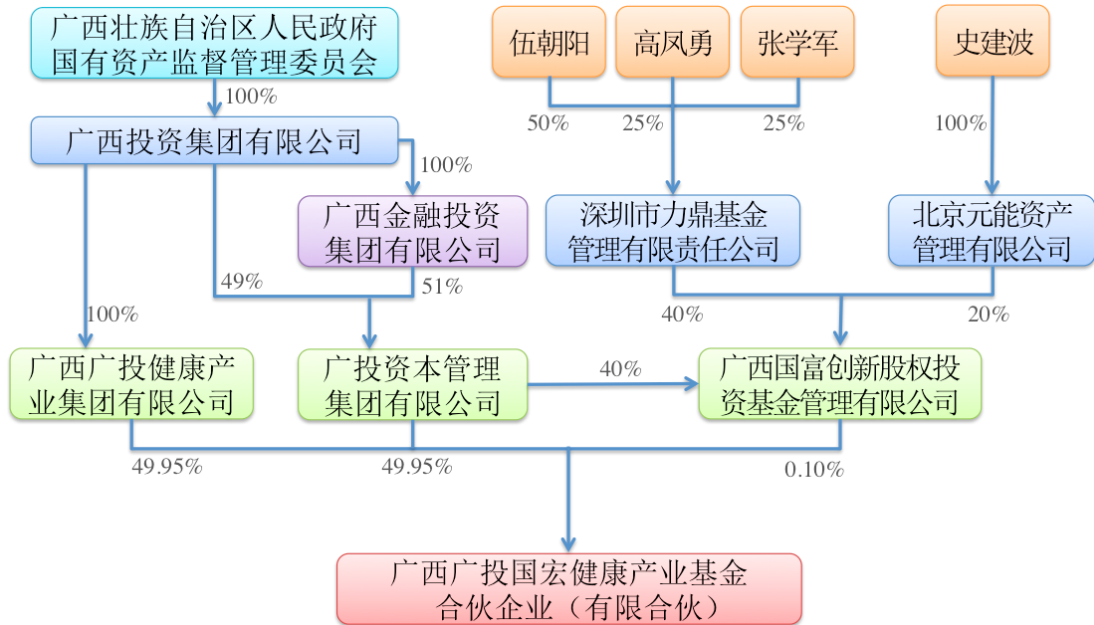 广西壮族自治区人民政府
国有资产监督管理委员会
伍朝阳
高凤勇
张学军
史建波
100%
50%
25%
25%
100%
广西投资集团有限公司
100%
广西金融投资
集团有限公司
深圳市力鼎基金
管理有限责任公司
北京元能资产
管理有限公司
49%
51%
100%
40%
20%
广西广投健康产
业集团有限公司
广投资本管理
集团有限公司
40%
广西国富创新股权投
资基金管理有限公司
49.95%
49.95%
0.10%
广西广投国宏健康产业基金
合伙企业（有限合伙）